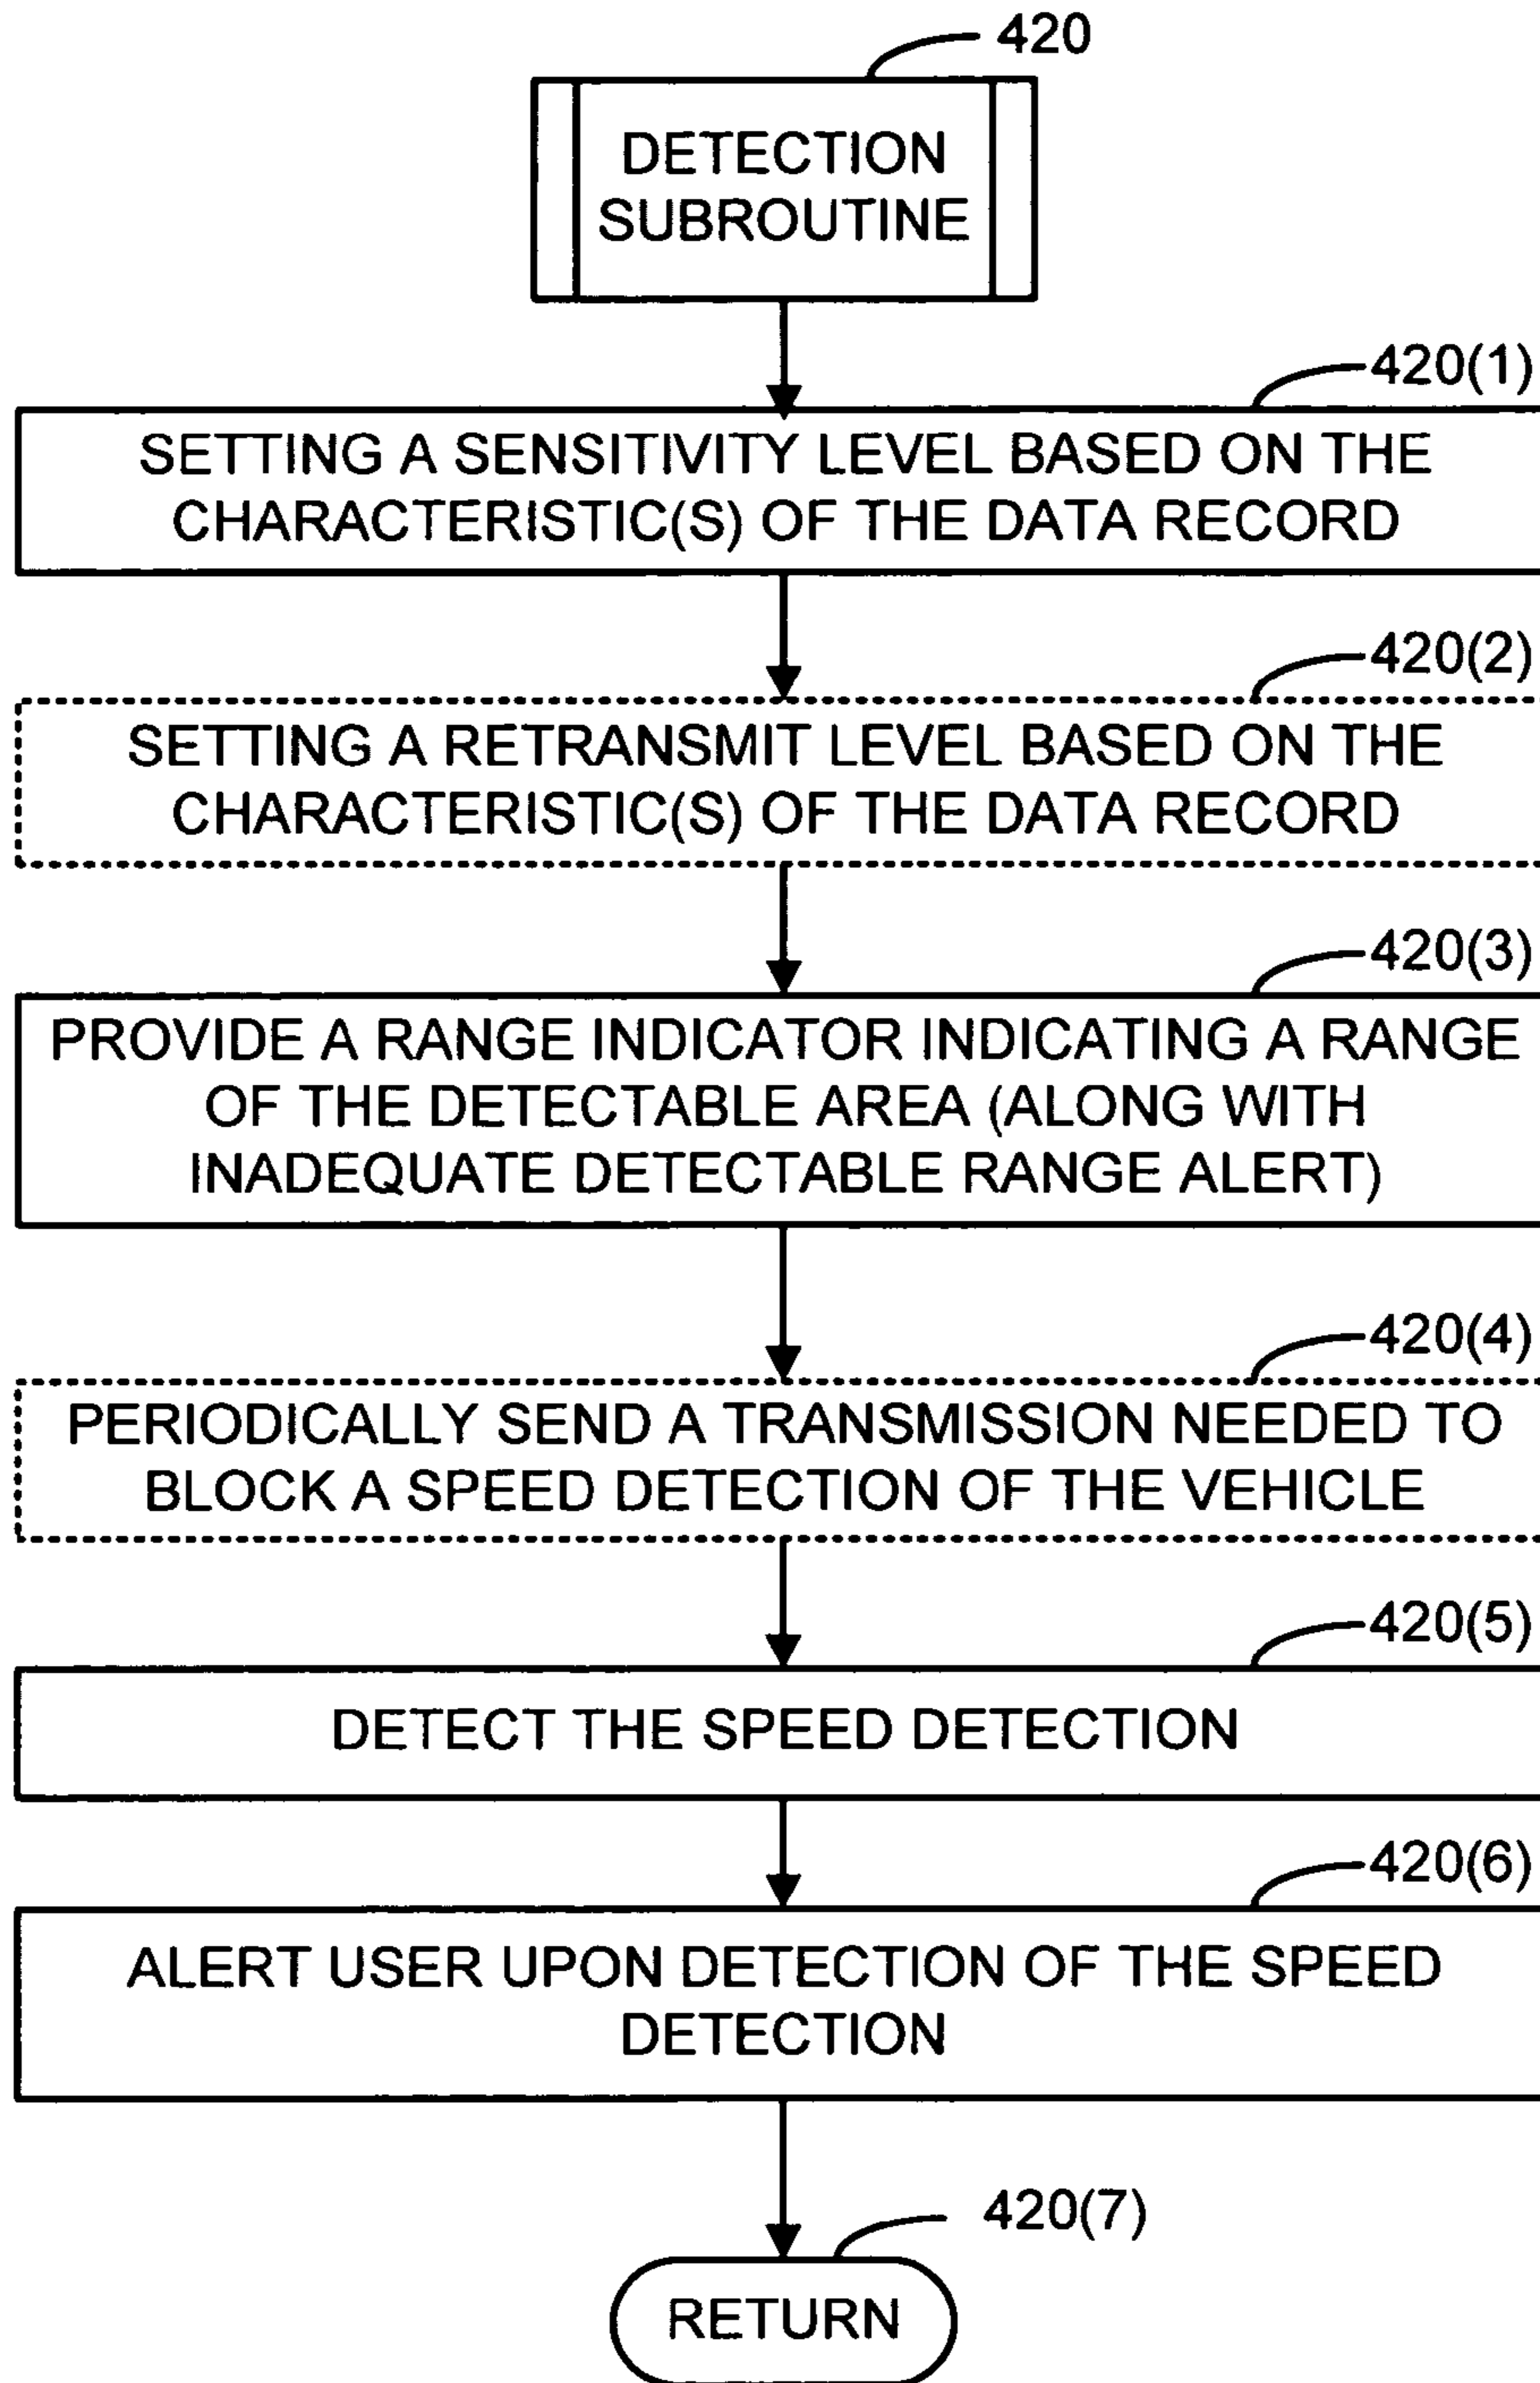 420
DETECTION
SUBROUTINE
420(1)
SETTING A SENSITIVITY LEVEL BASED ON THE
CHARACTERISTIC(S) OF THE DATA RECORD
420(2)
SETTING A RETRANSMIT LEVEL BASED ON THE
CHARACTERISTIC(S) OF THE DATA RECORD
420(3)
PROVIDE A RANGE INDICATOR INDICATING A RANGE
OF THE DETECTABLE AREA (ALONG WITH
INADEQUATE DETECTABLE RANGE ALERT)
420(4)
PERIODICALLY SEND A TRANSMISSION NEEDED TO
BLOCK A SPEED DETECTION OF THE VEHICLE
420(5)
DETECT THE SPEED DETECTION
420(6)
ALERT USER UPON DETECTION OF THE SPEED
DETECTION
420(7)
RETURN